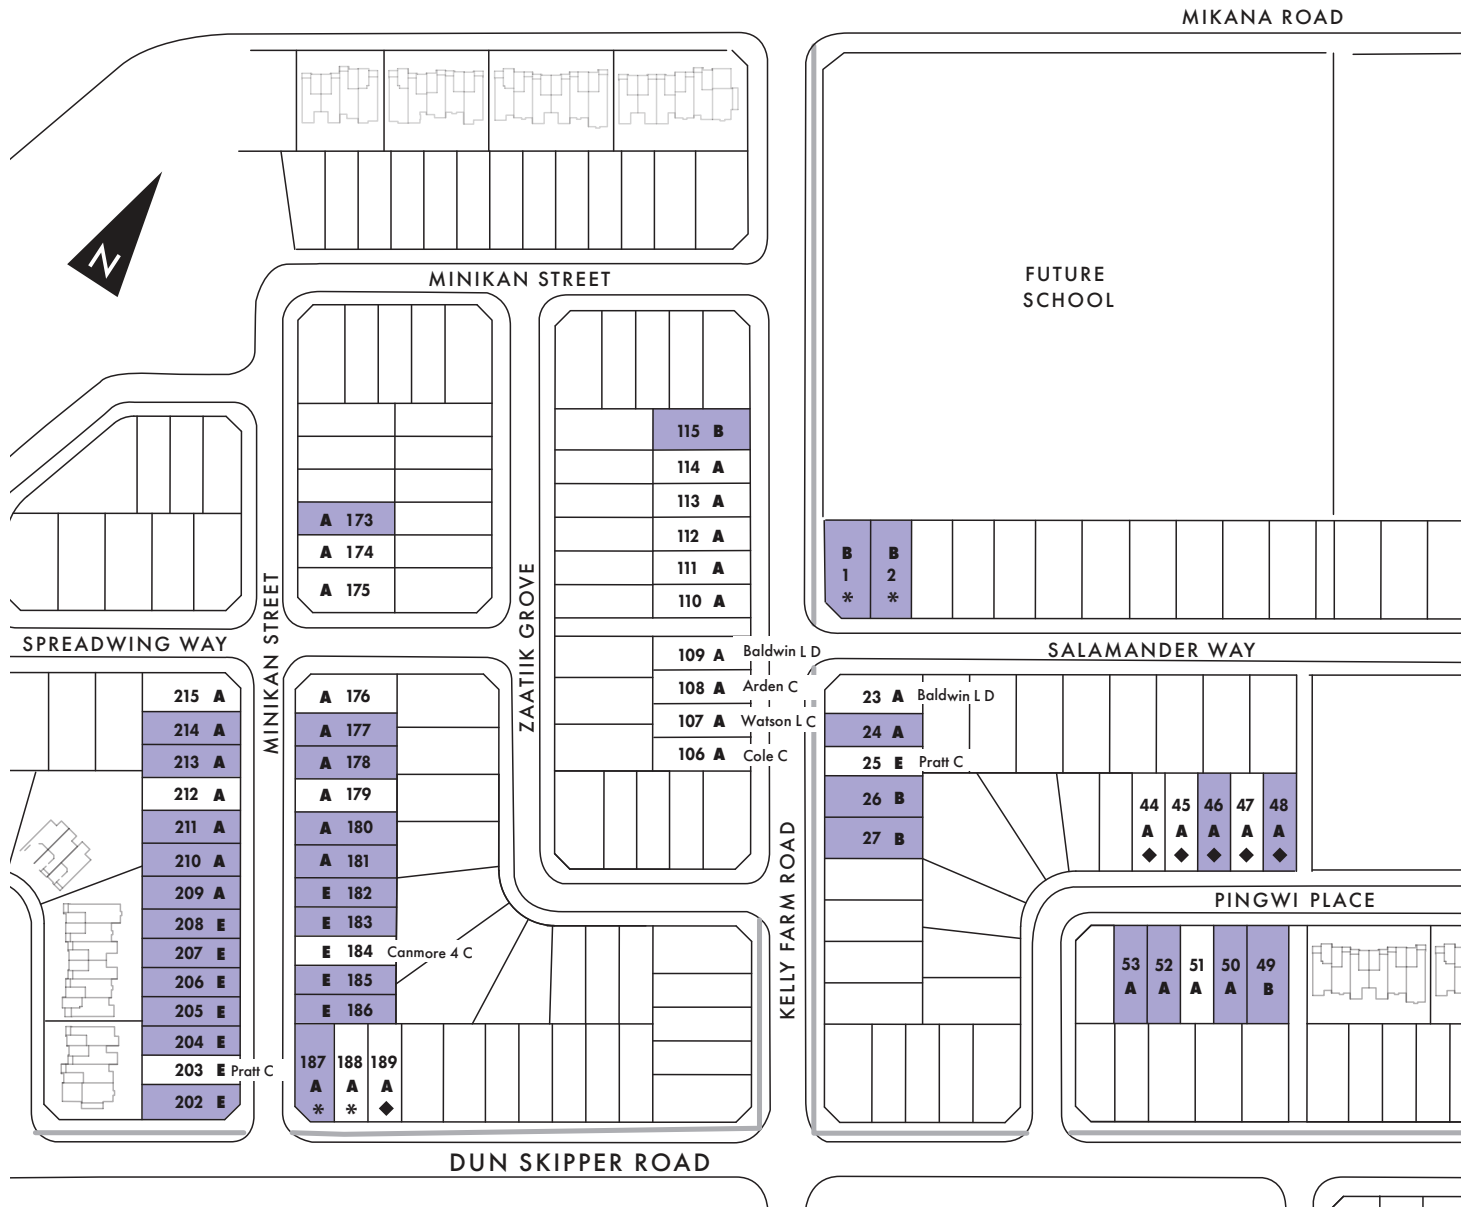 MIKANA ROAD
N
MINIKAN STREET
FUTURE
SCHOOL
115 B
114 A
113 A
112 A
111 A
110 A
A 173
A 174
A 175
B
1
*
B
2
*
SPREADWING WAY
MINIKAN STREET
ZAATIIK GROVE
SALAMANDER WAY
109 A Baldwin L D
108 A Arden C
107 A Watson L C
106 A Cole C
215 A
214 A
213 A
212 A
211 A
210 A
209 A
208 E
207 E
206 E
205 E
204 E
203 E Pratt C
202 E
A 176
A 177
A 178
A 179
A 180
A 181
E 182
E 183
E 184 Canmore 4 C
E 185
E 186
187
A
*
188
A
*
189
A
◆
23 A Baldwin L D
24 A
25 E Pratt C
26 B
27 B
KELLY FARM ROAD
44
A
◆
45
A
◆
46
A
◆
47
A
◆
48
A
◆
PINGWI PLACE
53
A
52
A
51
A
50
A
49
B
DUN SKIPPER ROAD